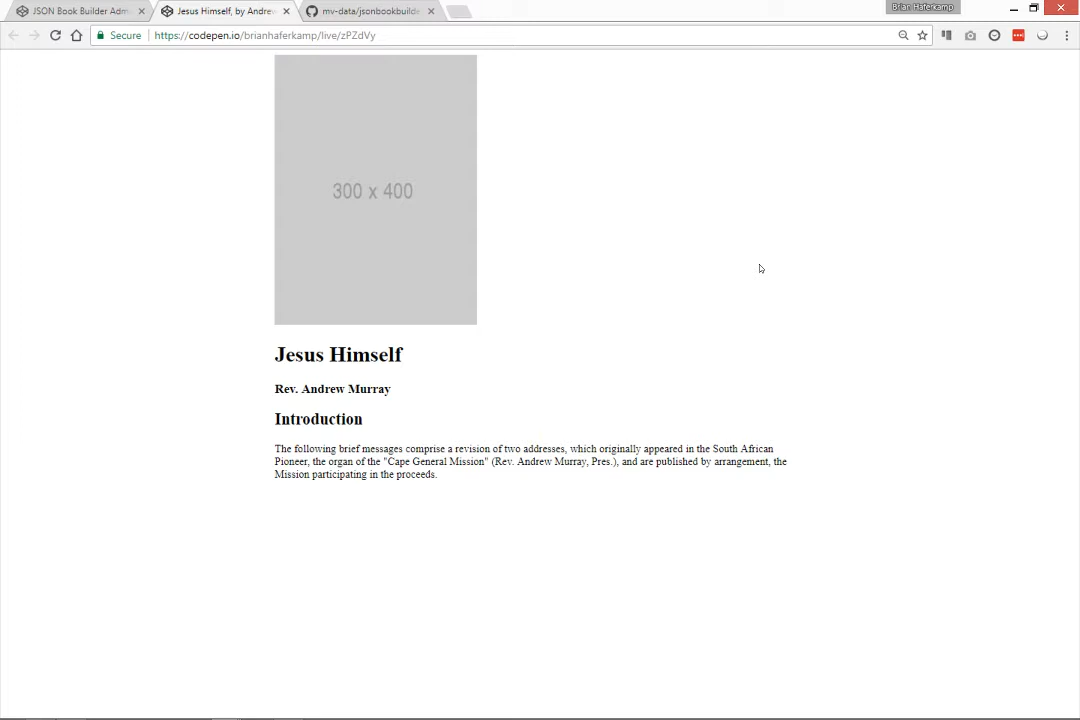 JSON Book Builder Adm
Jesus Himself, by Andrew
mv-data/jsonbookbuilde
Brian Haferkamp
Secure
https://codepen.io/brianhaferkamp/live/zPZdVy
300 x 400
Jesus Himself
Rev. Andrew Murray
Introduction
The following brief messages comprise a revision of two addresses, which originally appeared in the South African
Pioneer, the organ of the "Cape General Mission" (Rev. Andrew Murray, Pres.), and are published by arrangement, the
Mission participating in the proceeds.